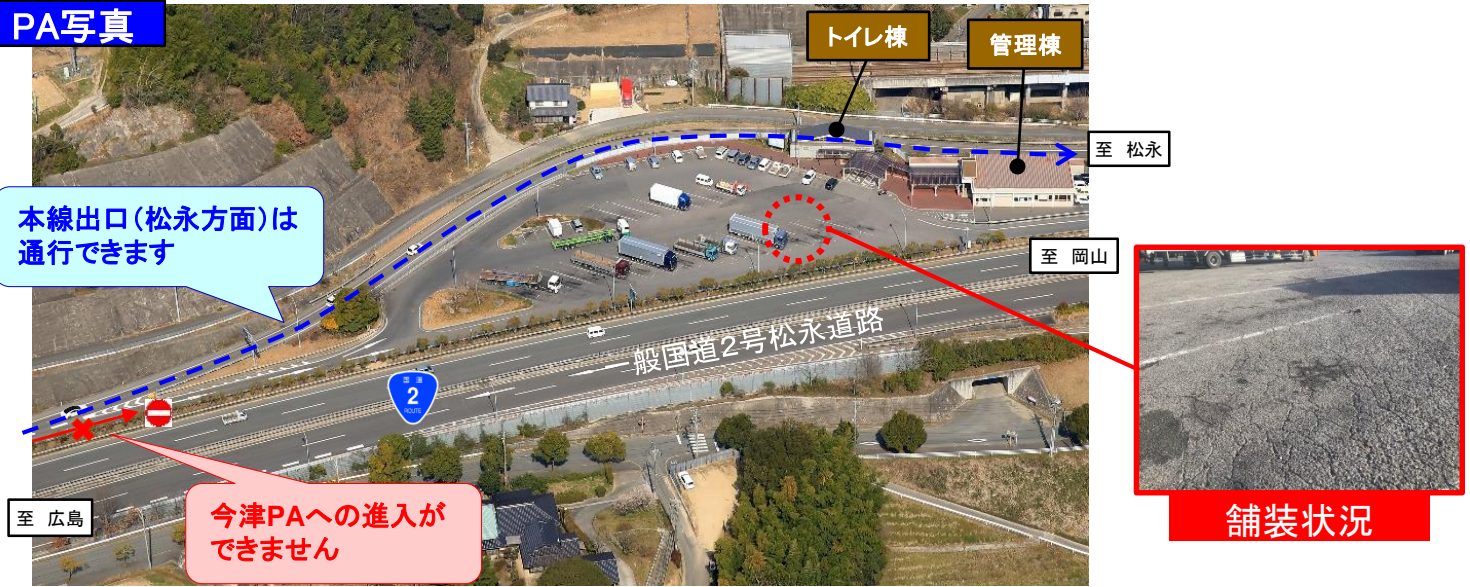 PA写真
トイレ棟
管理棟
至 松永
本線出口(松永方面)は
通行できます
至 岡山
一般国道2号松永道路
国道
2
ROUTE
今津PAへの進入が
できません
至 広島
舗装状況